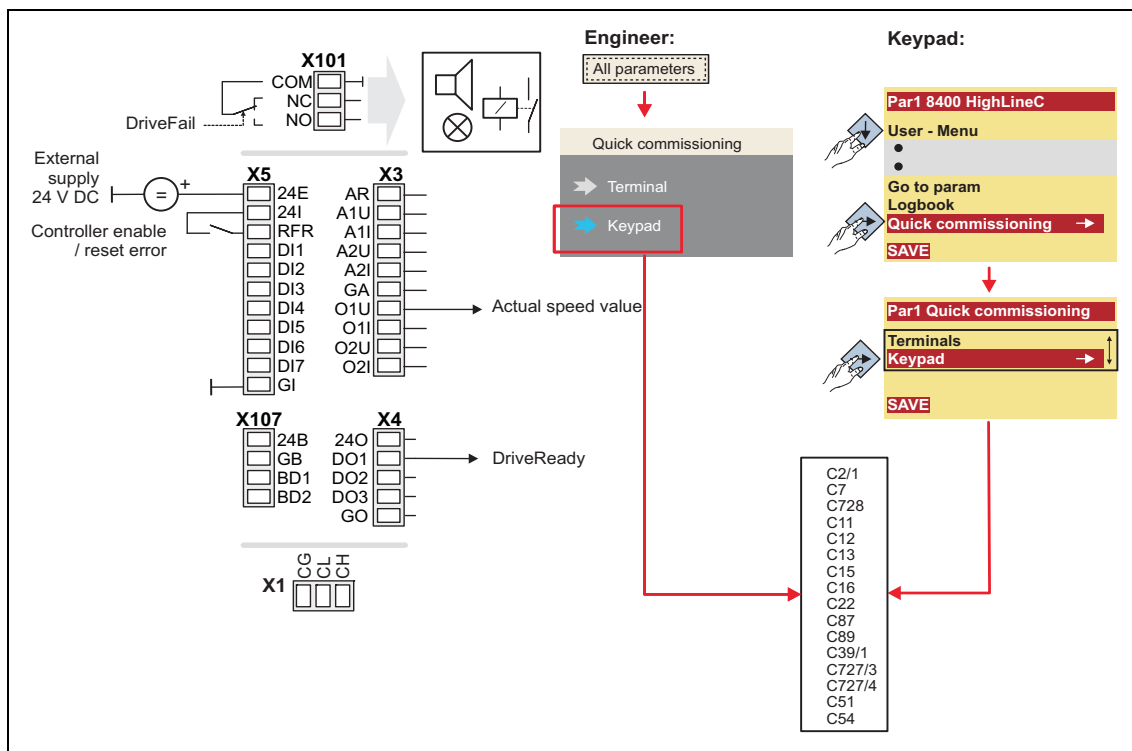 X101
COM
NC
NO
DriveFail
External
supply
24 V DC
=
+
Controller enable
/ reset error
X5
24E
24I
RFR
DI1
DI2
DI3
DI4
DI5
DI6
DI7
GI
X3
AR
A1U
A1I
A2U
A2I
GA
O1U
O1I
O2U
O2I
Actual speed value
X107
24B
GB
BD1
BD2
X4
24O
DO1
DO2
DO3
GO
DriveReady
X1
CG
CL
CH
Engineer:
All parameters
Quick commissioning
Terminal
Keypad
Keypad:
Par1 8400 HighLineC
User - Menu
●
●
Go to param
Logbook
Quick commissioning
SAVE
Par1 Quick commissioning
Terminals
Keypad
SAVE
C2/1
C7
C728
C11
C12
C13
C15
C16
C22
C87
C89
C39/1
C727/3
C727/4
C51
C54